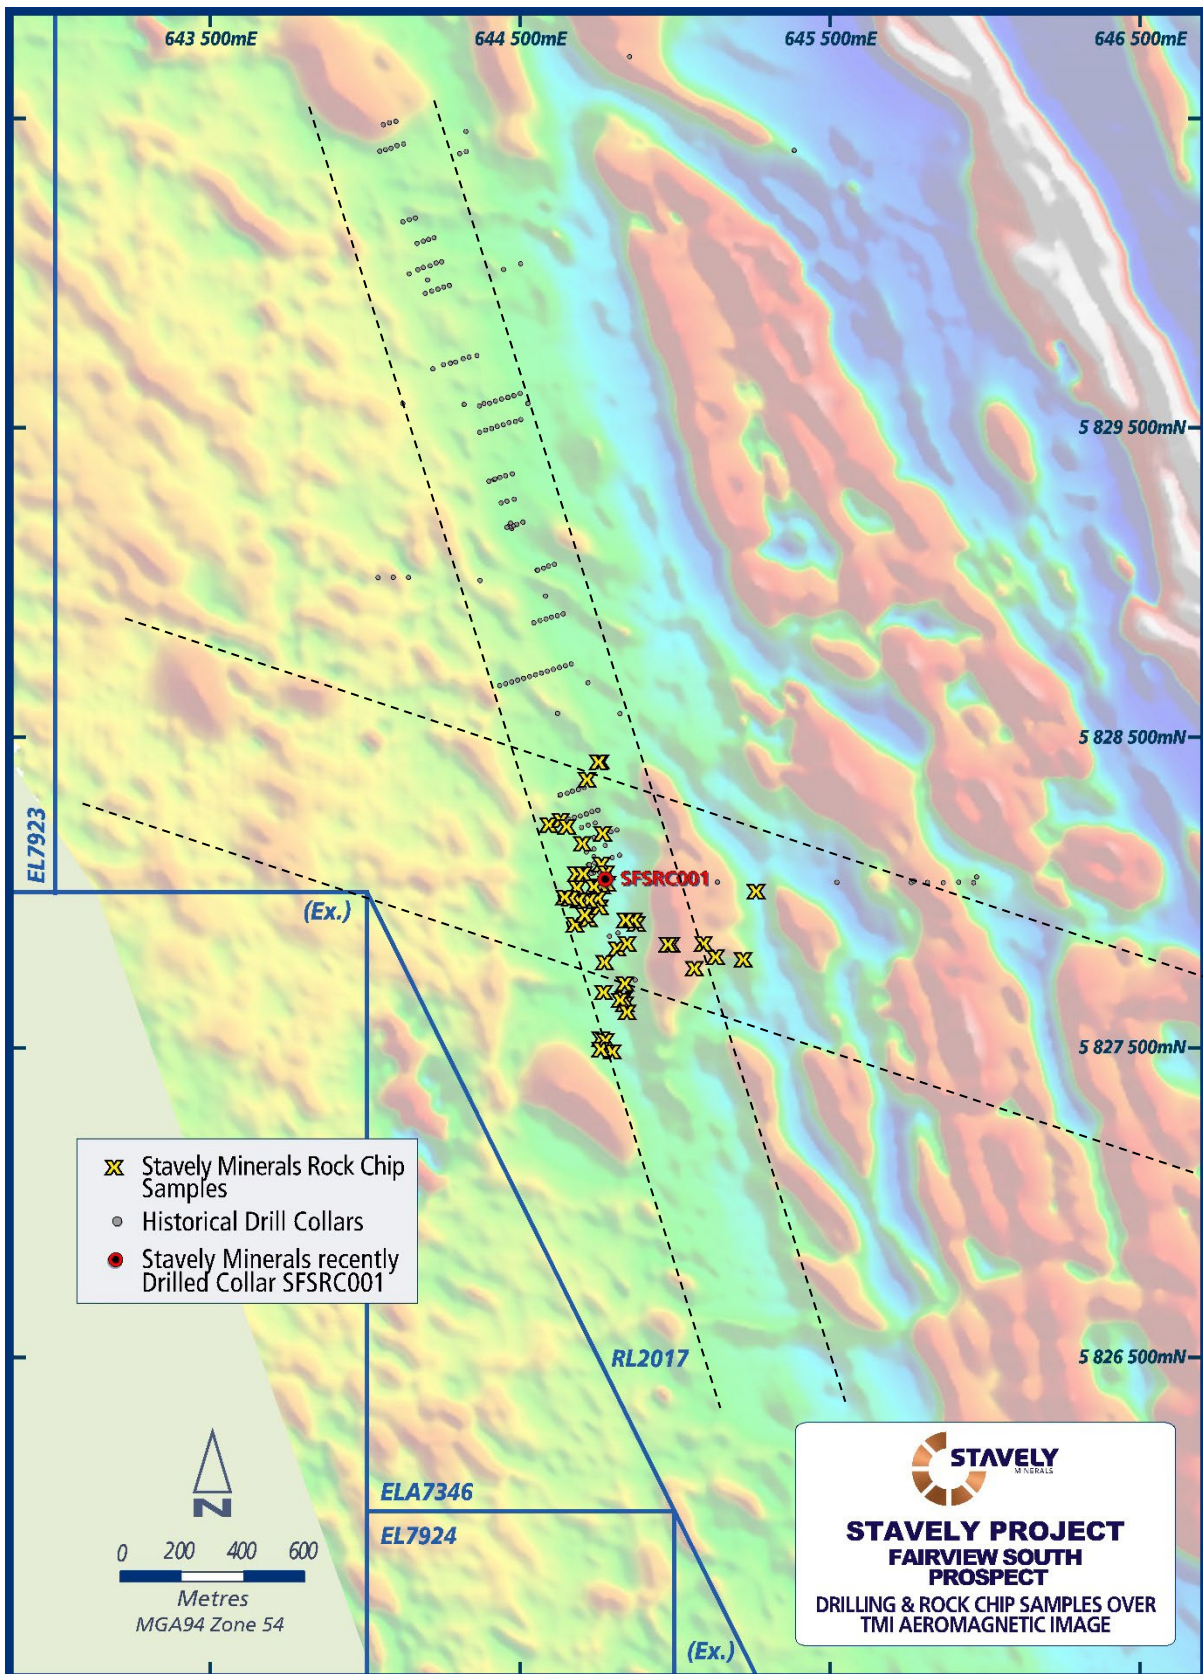 643 500mE
644 500mE
645 500mE
646 500mE
5 829 500mN
5 828 500mN
EL7923
SFSRC001
(Ex.)
5 827 500mN
Stavely Minerals Rock Chip
Samples
Historical Drill Collars
Stavely Minerals recently
Drilled Collar SFSRC001
RL2017
5 826 500mN
N
ELA7346
EL7924
0 200 400 600
Metres
MGA94 Zone 54
(Ex.)
STAVELY
MINERALS
STAVELY PROJECT
FAIRVIEW SOUTH
PROSPECT
DRILLING & ROCK CHIP SAMPLES OVER
TMI AEROMAGNETIC IMAGE